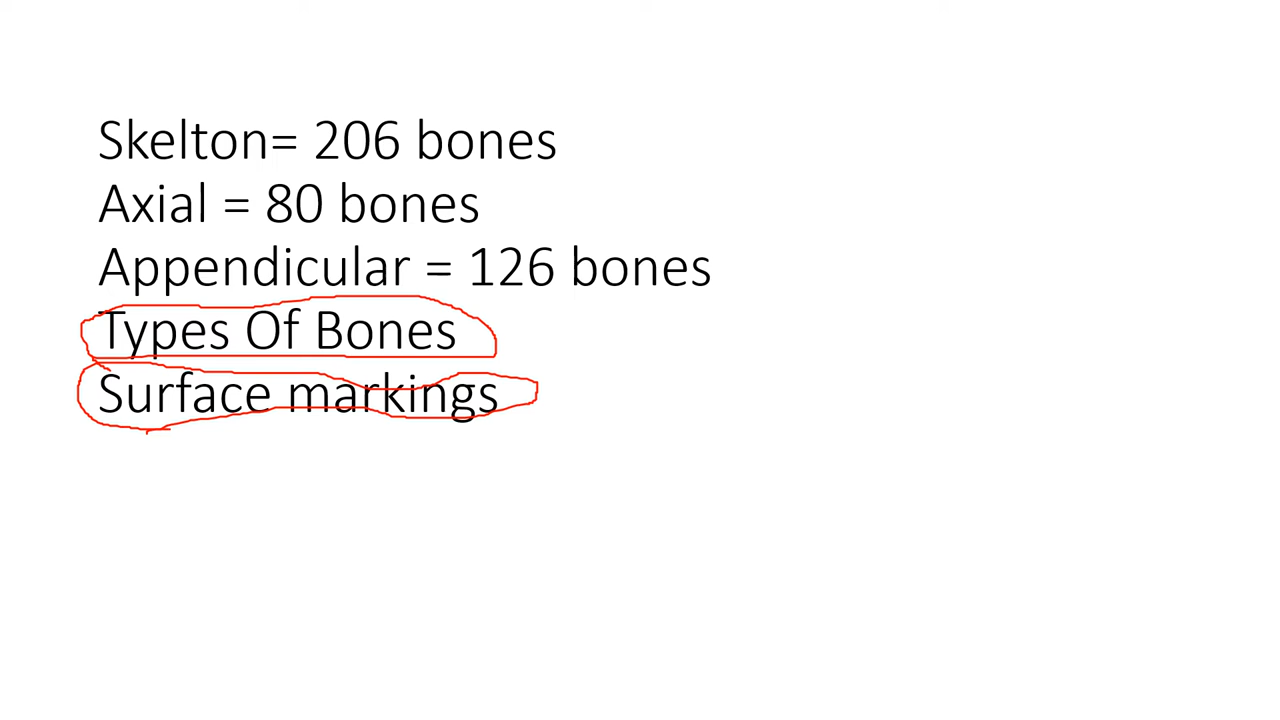 Skelton= 206 bones
Axial = 80 bones
Appendicular = 126 bones
Types Of Bones
Surface markings